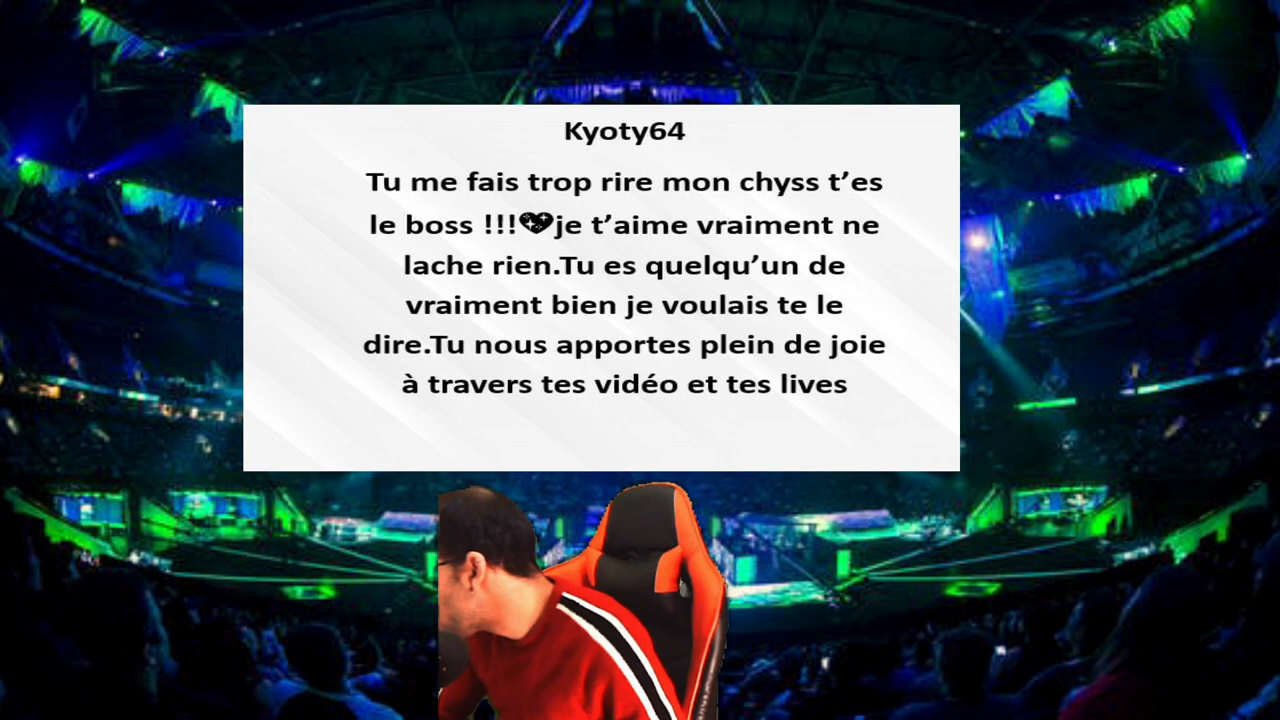 Kyoty64
Tu me fais trop rire mon chyss t’es
le boss !!!💖je t’aime vraiment ne
lache rien.Tu es quelqu’un de
vraiment bien je voulais te le
dire.Tu nous apportes plein de joie
à travers tes vidéo et tes lives